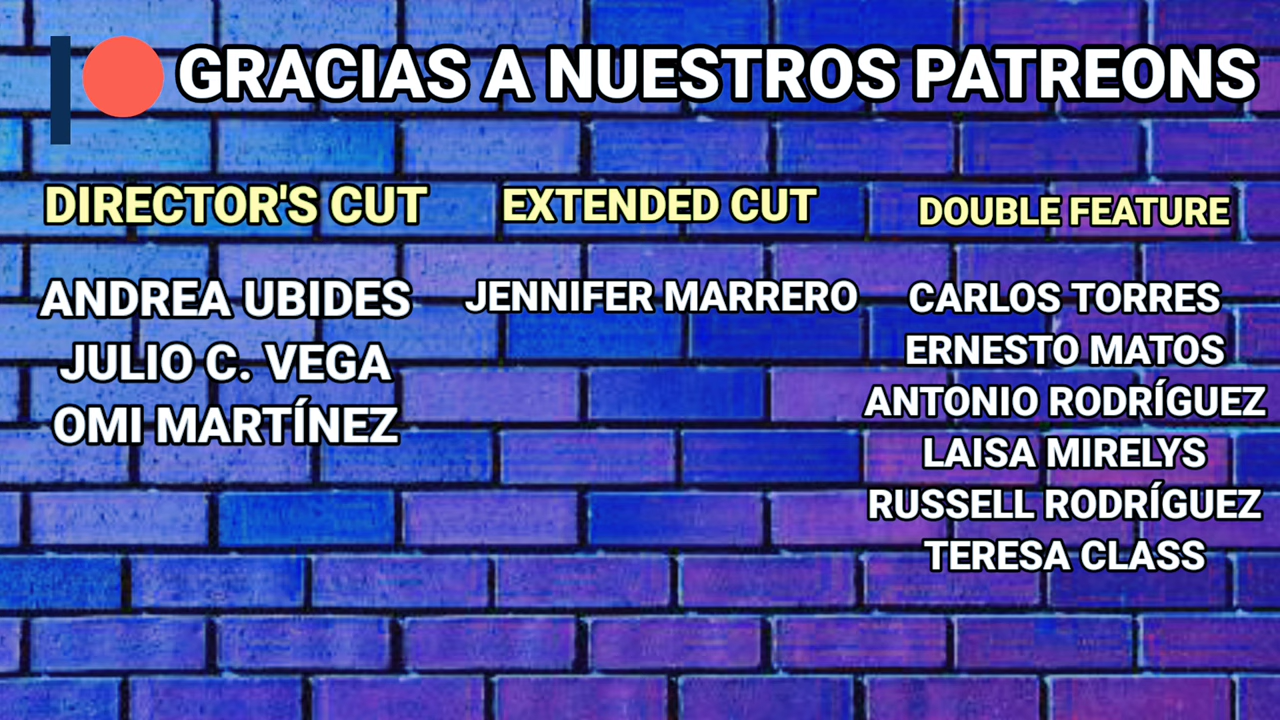 GRACIAS A NUESTROS PATREONS
DIRECTOR'S CUT
ANDREA UBIDES
JULIO C. VEGA
OMI MARTÍNEZ
EXTENDED CUT
JENNIFER MARRERO
DOUBLE FEATURE
CARLOS TORRES
ERNESTO MATOS
ANTONIO RODRÍGUEZ
LAISA MIRELYS
RUSSELL RODRÍGUEZ
TERESA CLASS